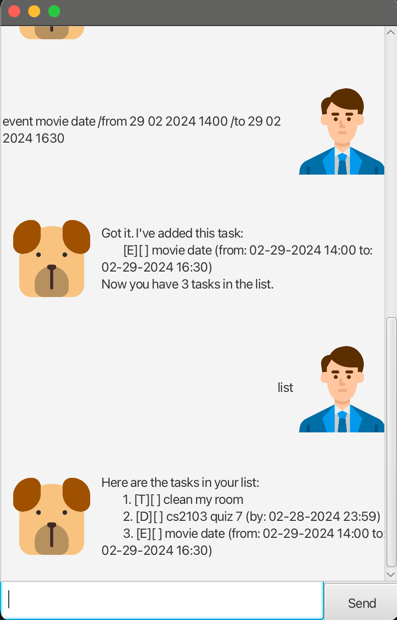 event movie date /from 29 02 2024 1400 /to 29 02
2024 1630
Got it. I've added this task:
[E][ ] movie date (from: 02-29-2024 14:00 to:
02-29-2024 16:30)
Now you have 3 tasks in the list.
list
Here are the tasks in your list:
1. [T][ ] clean my room
2. [D][ ] cs2103 quiz 7 (by: 02-28-2024 23:59)
3. [E][ ] movie date (from: 02-29-2024 14:00 to:
02-29-2024 16:30)
Send